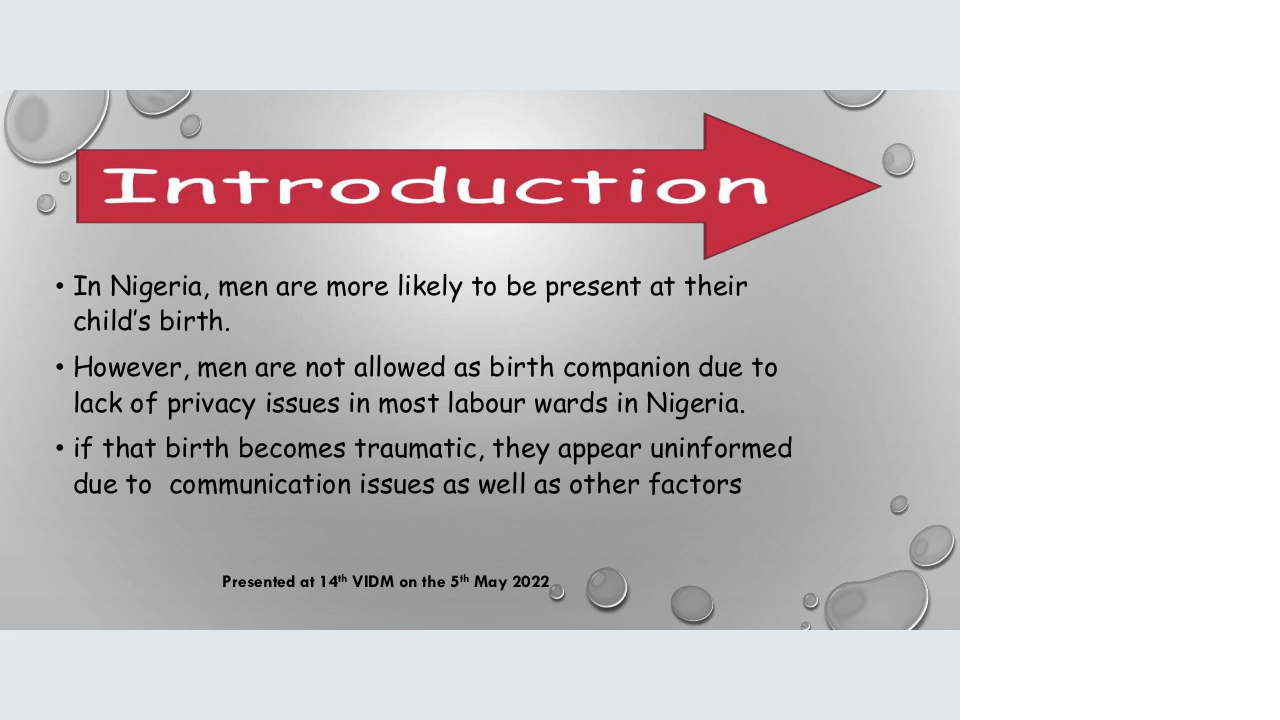 Introduction
• In Nigeria, men are more likely to be present at their
child’s birth.
• However, men are not allowed as birth companion due to
lack of privacy issues in most labour wards in Nigeria.
• if that birth becomes traumatic, they appear uninformed
due to  communication issues as well as other factors
Presented at 14th VIDM on the 5th May 2022